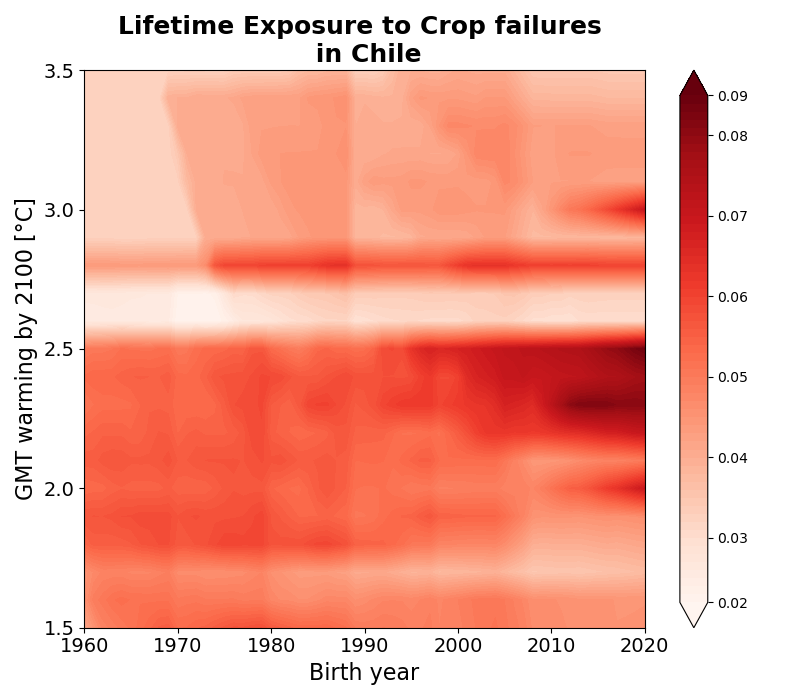 Lifetime Exposure to Crop failures
in Chile
GMT warming by 2100 [°C]
3.5
3.0
2.5
2.0
1.5
1960 1970 1980 1990 2000 2010 2020
Birth year
0.09
0.08
0.07
0.06
0.05
0.04
0.03
0.02